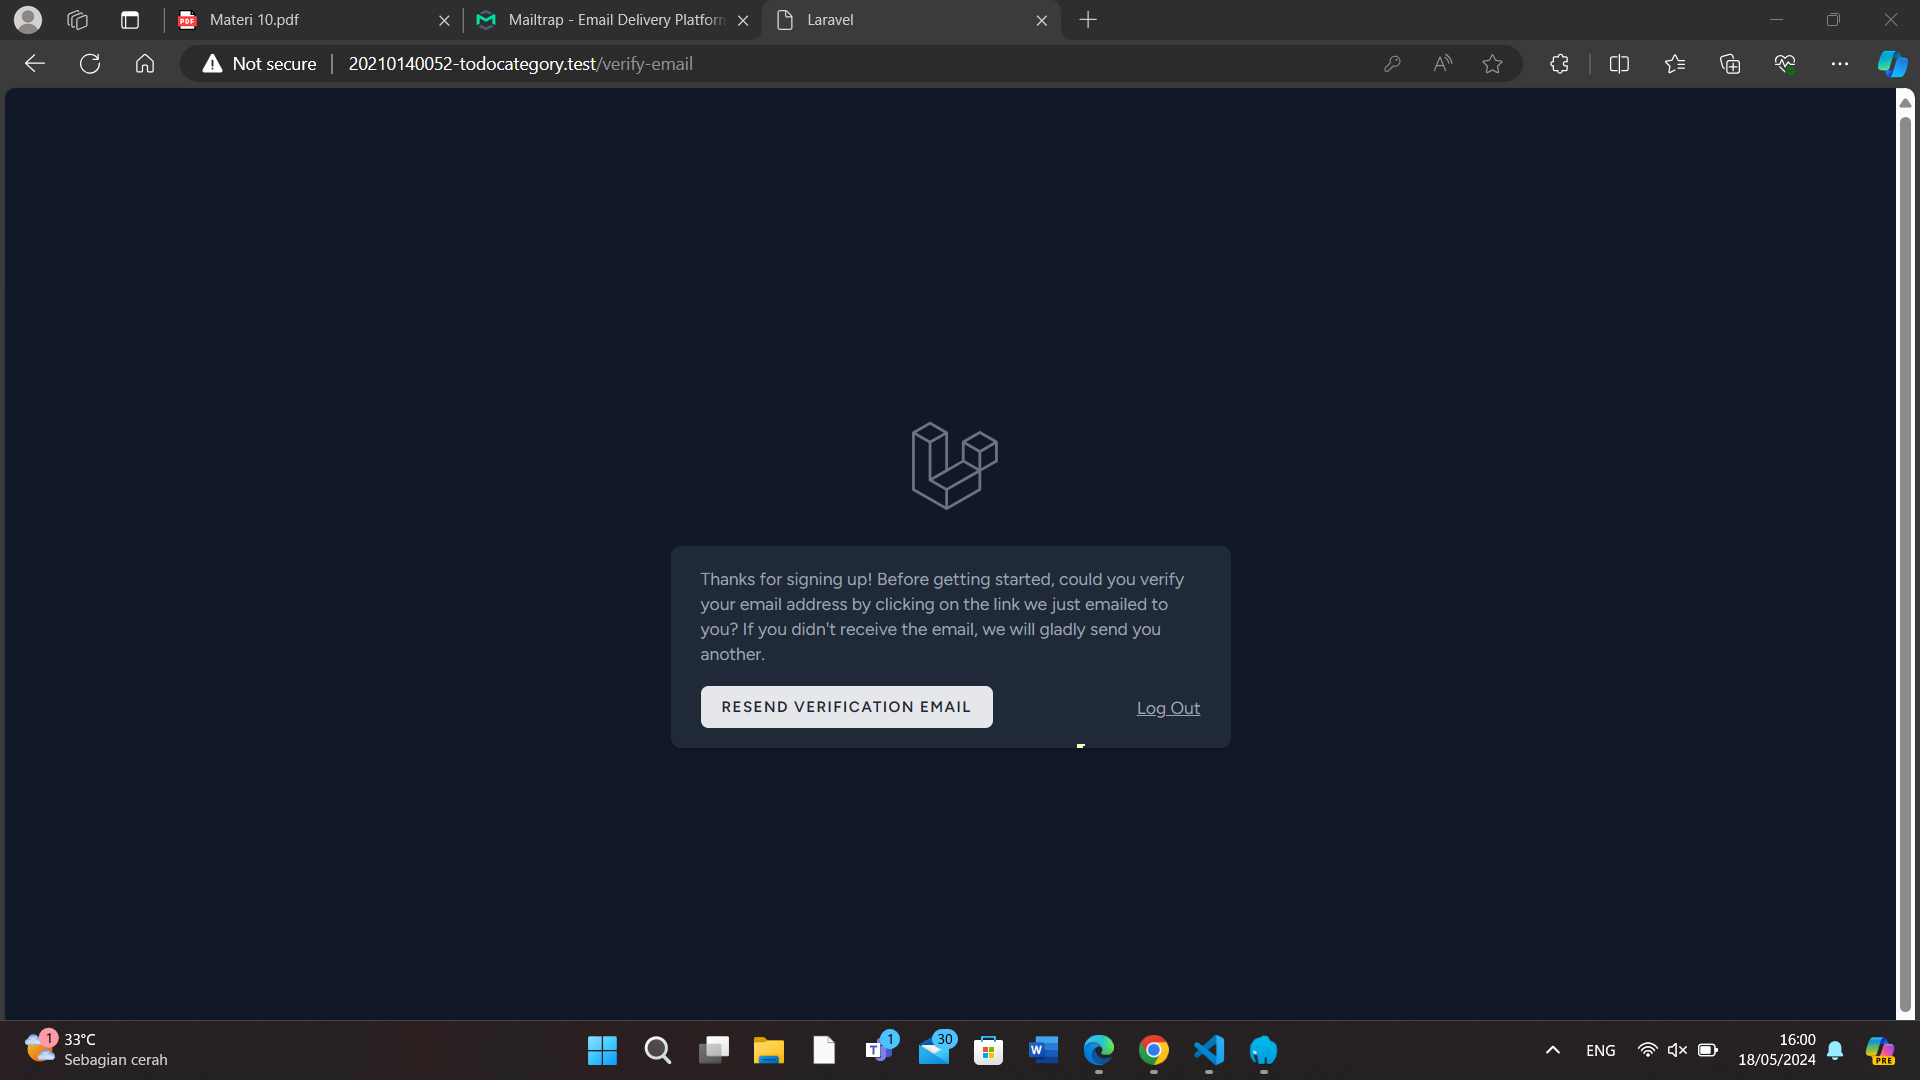 Materi 10.pdf
Mailtrap - Email Delivery Platform
Laravel
Not secure
20210140052-todocategory.test/verify-email
Thanks for signing up! Before getting started, could you verify
your email address by clicking on the link we just emailed to
you? If you didn't receive the email, we will gladly send you
another.
RESEND VERIFICATION EMAIL
Log Out
1
33°C
Sebagian cerah
1
30
ENG
16:00
18/05/2024
PRE